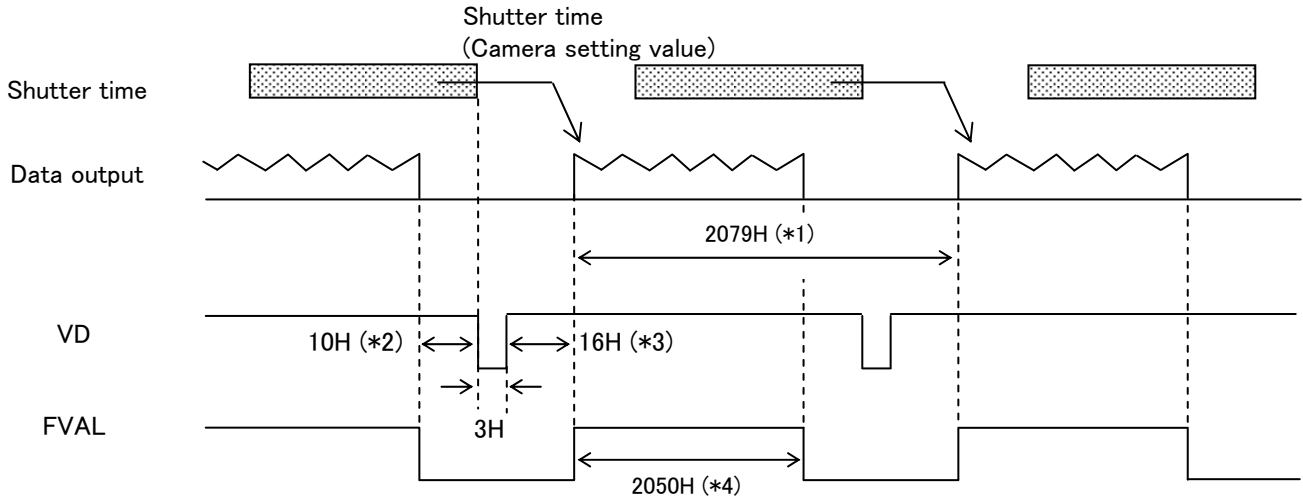 Shutter time
(Camera setting value)
Shutter time
Data output
2079H (*1)
VD
10H (*2)
16H (*3)
3H
FVAL
2050H (*4)